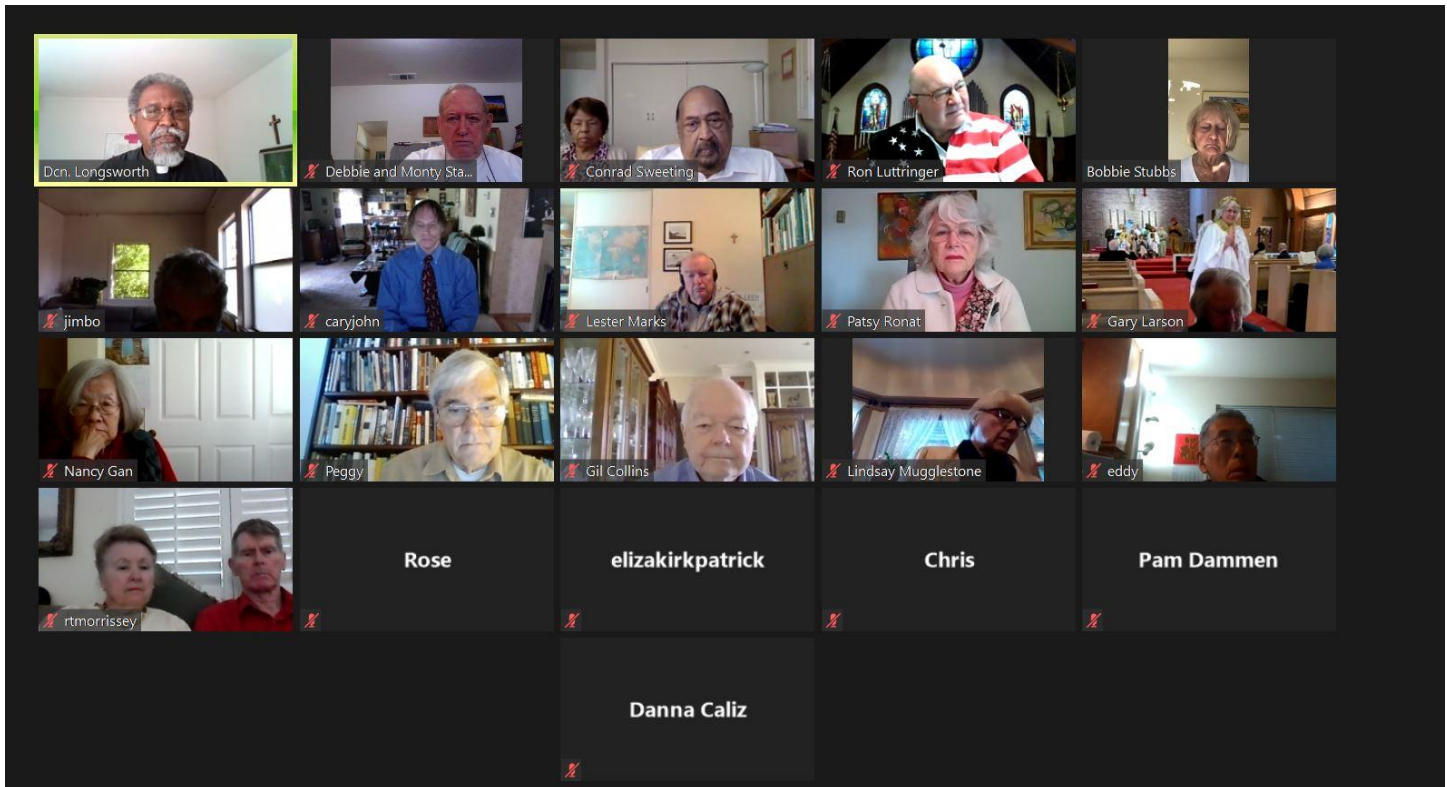 Dcn. Longsworth
Debbie and Monty Sta...
Conrad Sweeting
Ron Luttringer
Bobbie Stubbs
jimbo
caryjohn
Lester Marks
Patsy Ronat
Gary Larson
Nancy Gan
Peggy
Gil Collins
Lindsay Mugglestone
eddy
rtmorrissey
Rose
elizakirkpatrick
Chris
Pam Dammen
Danna Caliz